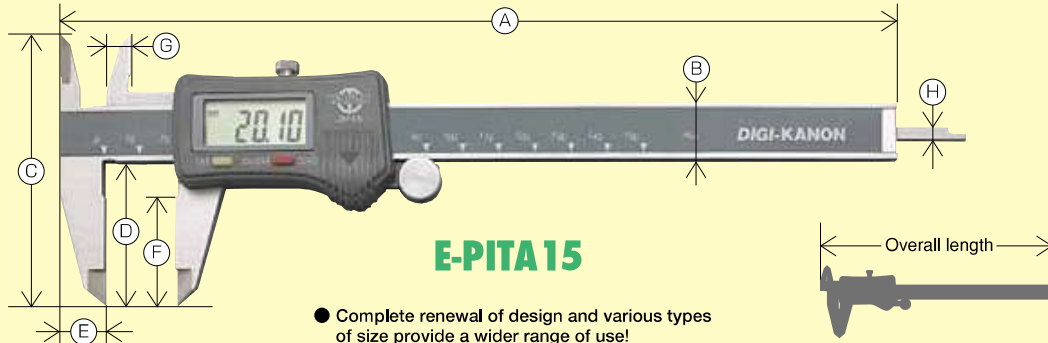 A
G
B
H
C
20.10
DIGI-KANON
D
F
E
E-PITA15
Overall length
● Complete renewal of design and various types
of size provide a wider range of use!